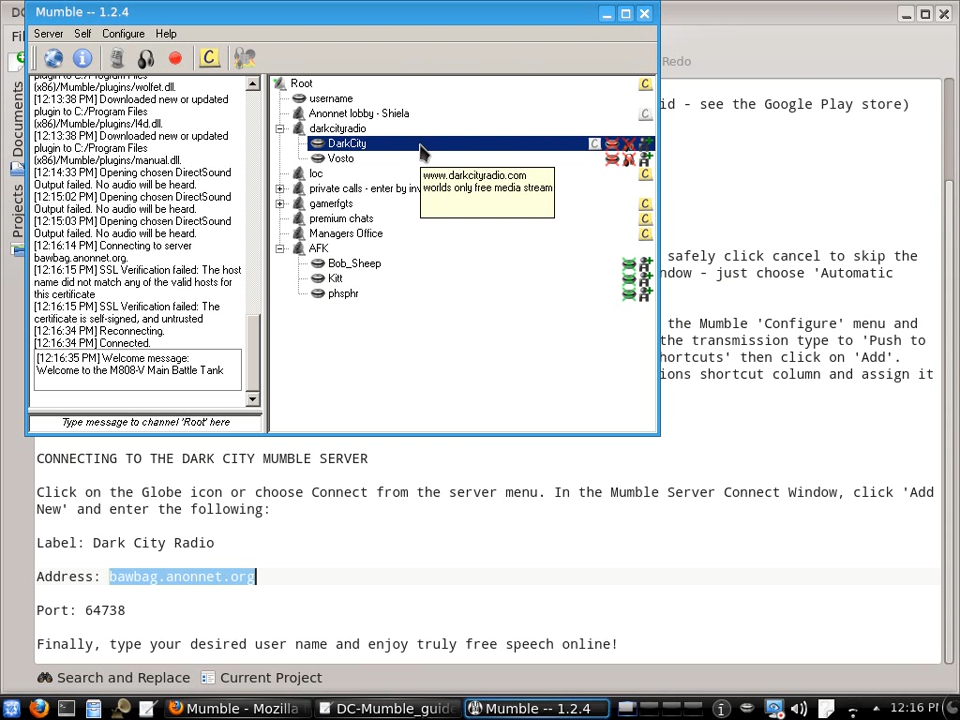 Mumble -- 1.2.4
Server Self Configure Help
C
(x86)/Mumble/plugins/wolfet.dll.
[12:13:38 PM] Downloaded new or updated
plugin to C:/Program Files
(x86)/Mumble/plugins/l4d.dll.
[12:13:38 PM] Downloaded new or updated
plugin to C:/Program Files
(x86)/Mumble/plugins/manual.dll.
[12:14:33 PM] Opening chosen DirectSound
Output failed. No audio will be heard.
[12:15:02 PM] Opening chosen DirectSound
Output failed. No audio will be heard.
[12:15:03 PM] Opening chosen DirectSound
Output failed. No audio will be heard.
[12:16:14 PM] Connecting to server
bawbag.anonnet.org.
[12:16:15 PM] SSL Verification failed: The host
name did not match any of the valid hosts for
this certificate
[12:16:15 PM] SSL Verification failed: The
certificate is self-signed, and untrusted
[12:16:34 PM] Reconnecting.
[12:16:34 PM] Connected.
[12:16:35 PM] Welcome message:
Welcome to the M808-V Main Battle Tank
Type message to channel 'Root' here
Root C
username
Anonnet lobby - Shiela C
darkcityradio
DarkCity C
Vosto
loc C
private calls - enter by inv
gamerfgts C
premium chats C
Managers Office C
AFK
Bob_Sheep
Kitt
phsphr
www.darkcityradio.com
worlds only free media stream
DC
Fil
Redo
Documents
Projects
id - see the Google Play store)
safely click cancel to skip the
ndow - just choose 'Automatic
the Mumble 'Configure' menu and
the transmission type to 'Push to
hortcuts' then click on 'Add'.
ions shortcut column and assign it
CONNECTING TO THE DARK CITY MUMBLE SERVER
Click on the Globe icon or choose Connect from the server menu. In the Mumble Server Connect Window, click 'Add
New' and enter the following:
Label: Dark City Radio
Address: bawbag.anonnet.org
Port: 64738
Finally, type your desired user name and enjoy truly free speech online!
Search and Replace Current Project
Mumble - Mozilla DC-Mumble_guide Mumble -- 1.2.4 12:16 PM